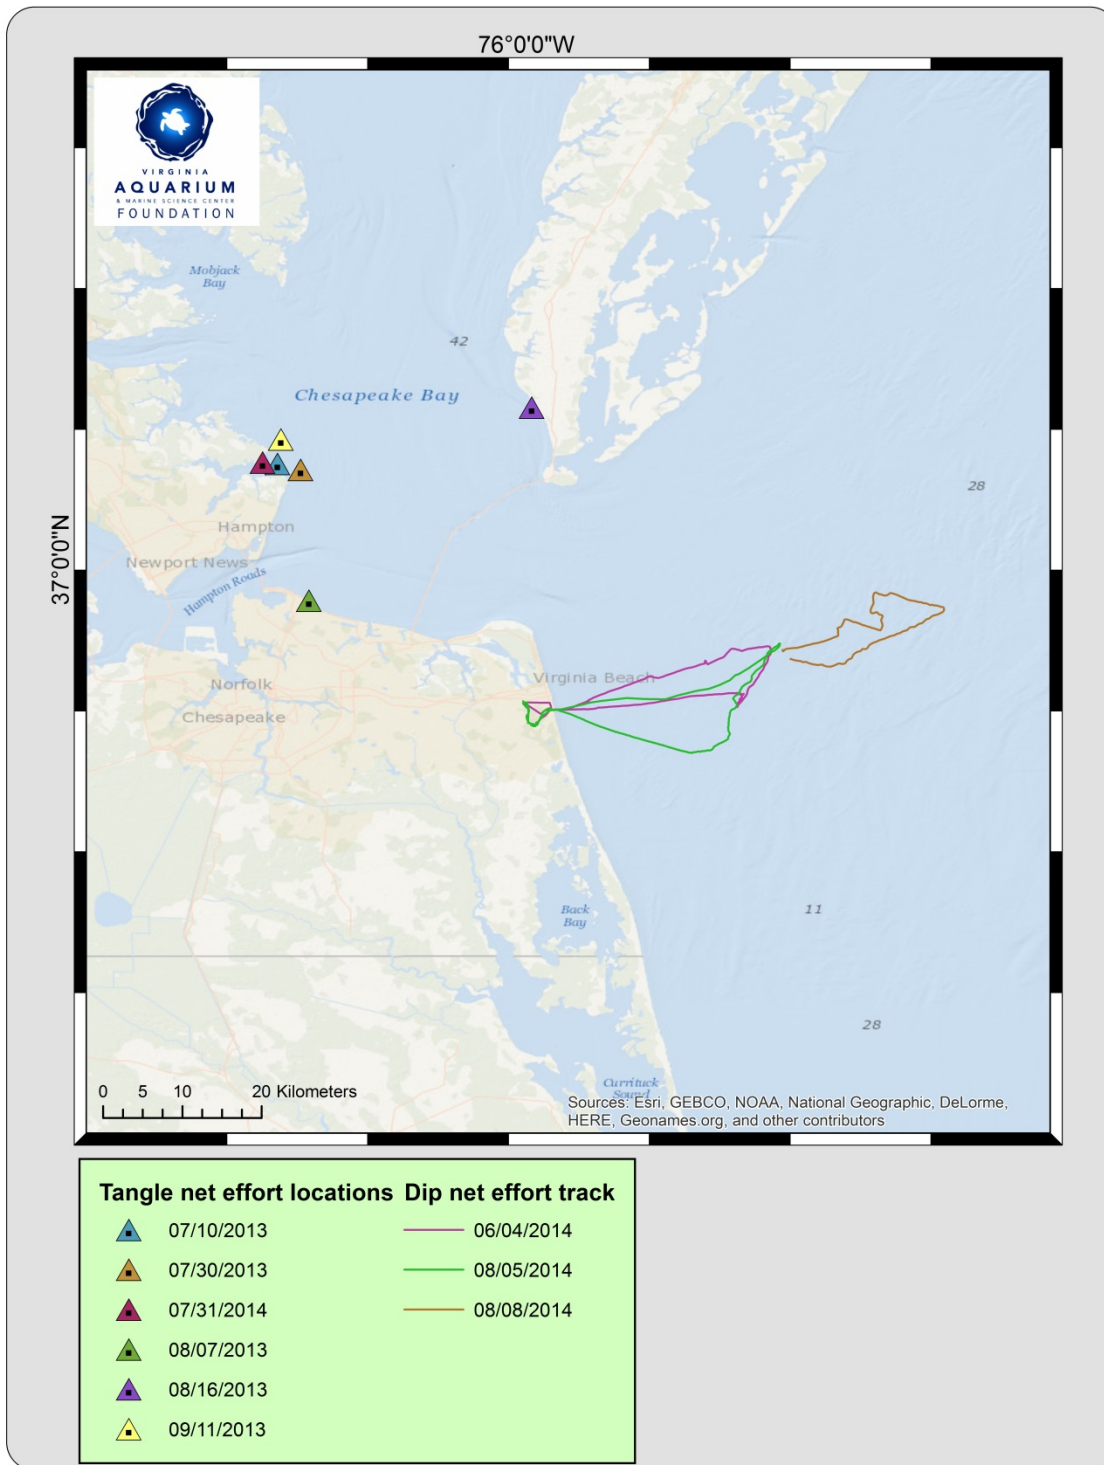 76°0'0"W
VIRGINIA
AQUARIUM
& MARINE SCIENCE CENTER
FOUNDATION
Mobjack
Bay
42
Chesapeake Bay
28
37°0'0"N
Hampton
Newport News
Hampton Roads
Virginia Beach
Norfolk
Chesapeake
Back
Bay
11
28
Currituck
Sound
0 5 10 20 Kilometers
Sources: Esri, GEBCO, NOAA, National Geographic, DeLorme,
HERE, Geonames.org, and other contributors
Tangle net effort locations
07/10/2013
07/30/2013
07/31/2014
08/07/2013
08/16/2013
09/11/2013
Dip net effort track
06/04/2014
08/05/2014
08/08/2014